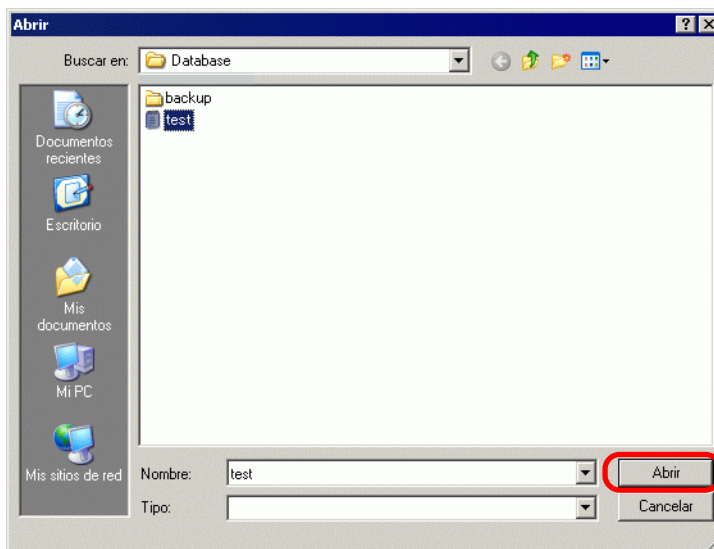 Abrir
Buscar en: Database
backup
test
Documentos
recientes
Escritorio
Mis
documentos
Mi PC
Mis sitios de red
Nombre: test Abrir
Tipo: Cancelar